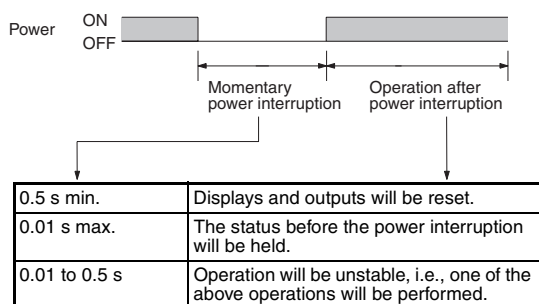 Power
ON
OFF
Momentary
power interruption
Operation after
power interruption
0.5 s min.
Displays and outputs will be reset.
0.01 s max.
The status before the power interruption
will be held.
0.01 to 0.5 s
Operation will be unstable, i.e., one of the
above operations will be performed.